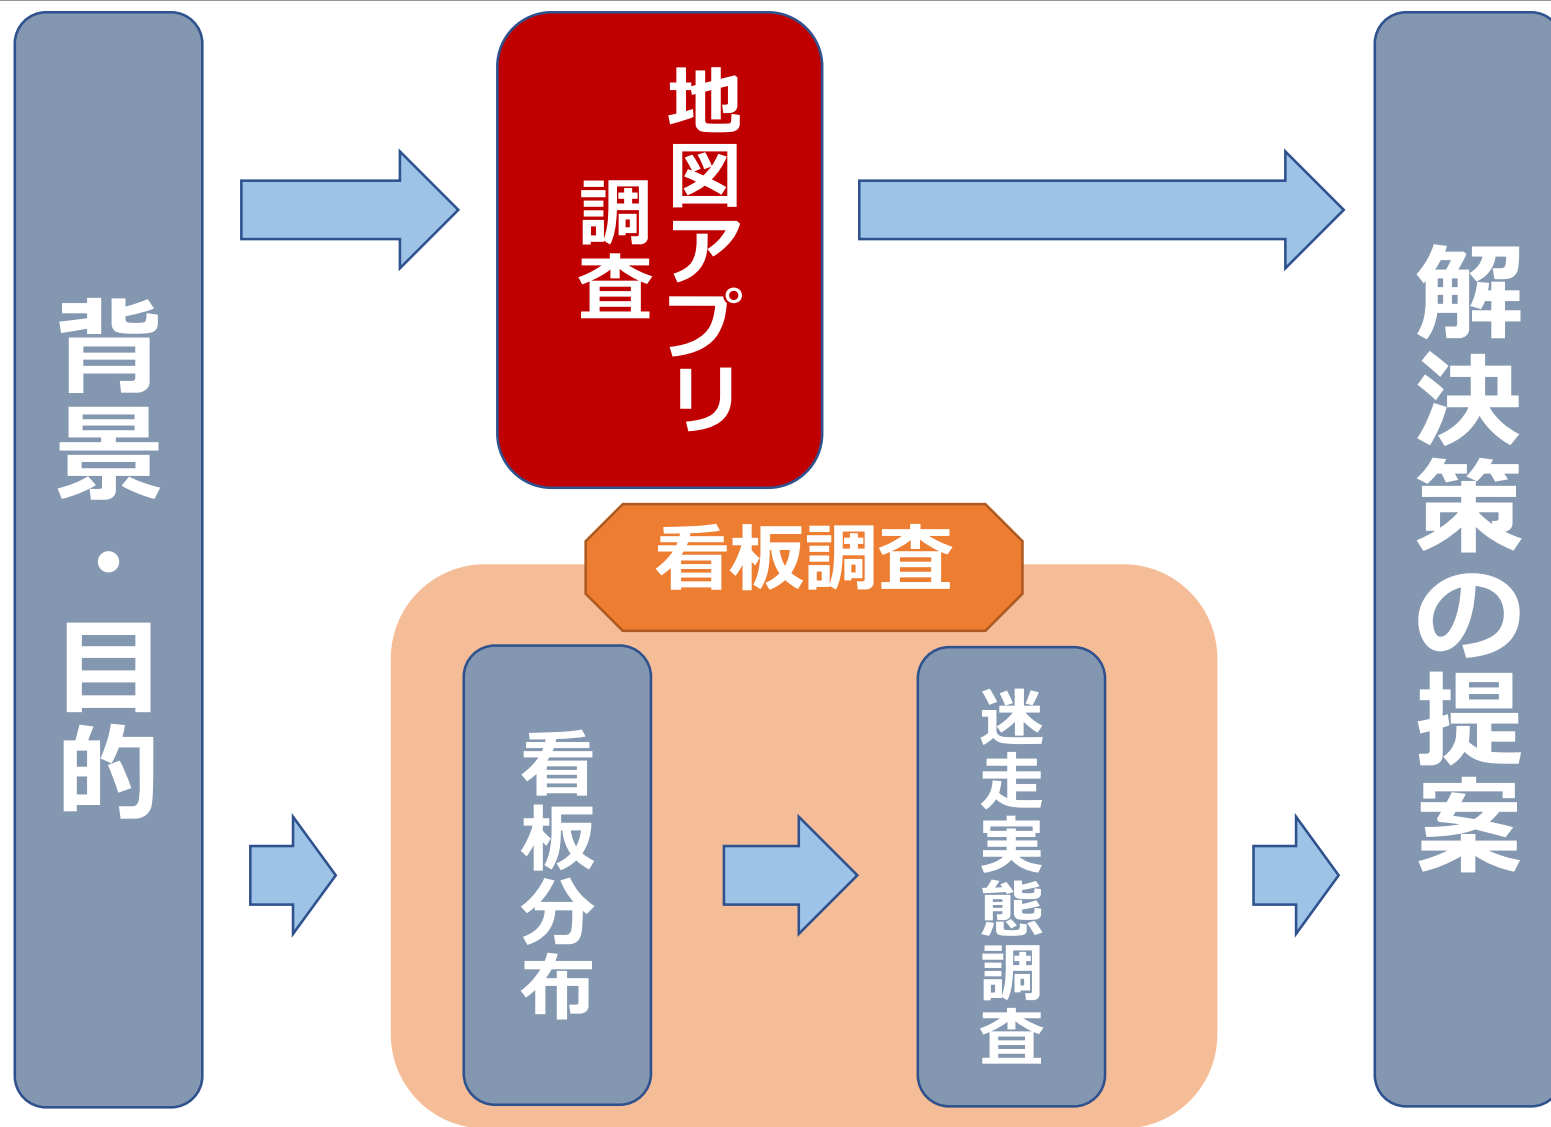 背景・目的
地図アプリ
調査
看板調査
看板分布
迷走実態調査
解決策の提案